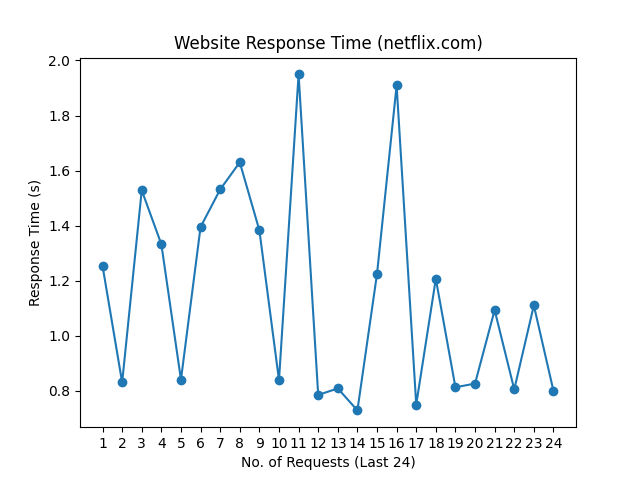 Website Response Time (netflix.com)
2.0
1.8
1.6
1.4
1.2
1.0
0.8
Response Time (s)
1 2 3 4 5 6 7 8 9 10 11 12 13 14 15 16 17 18 19 20 21 22 23 24
No. of Requests (Last 24)